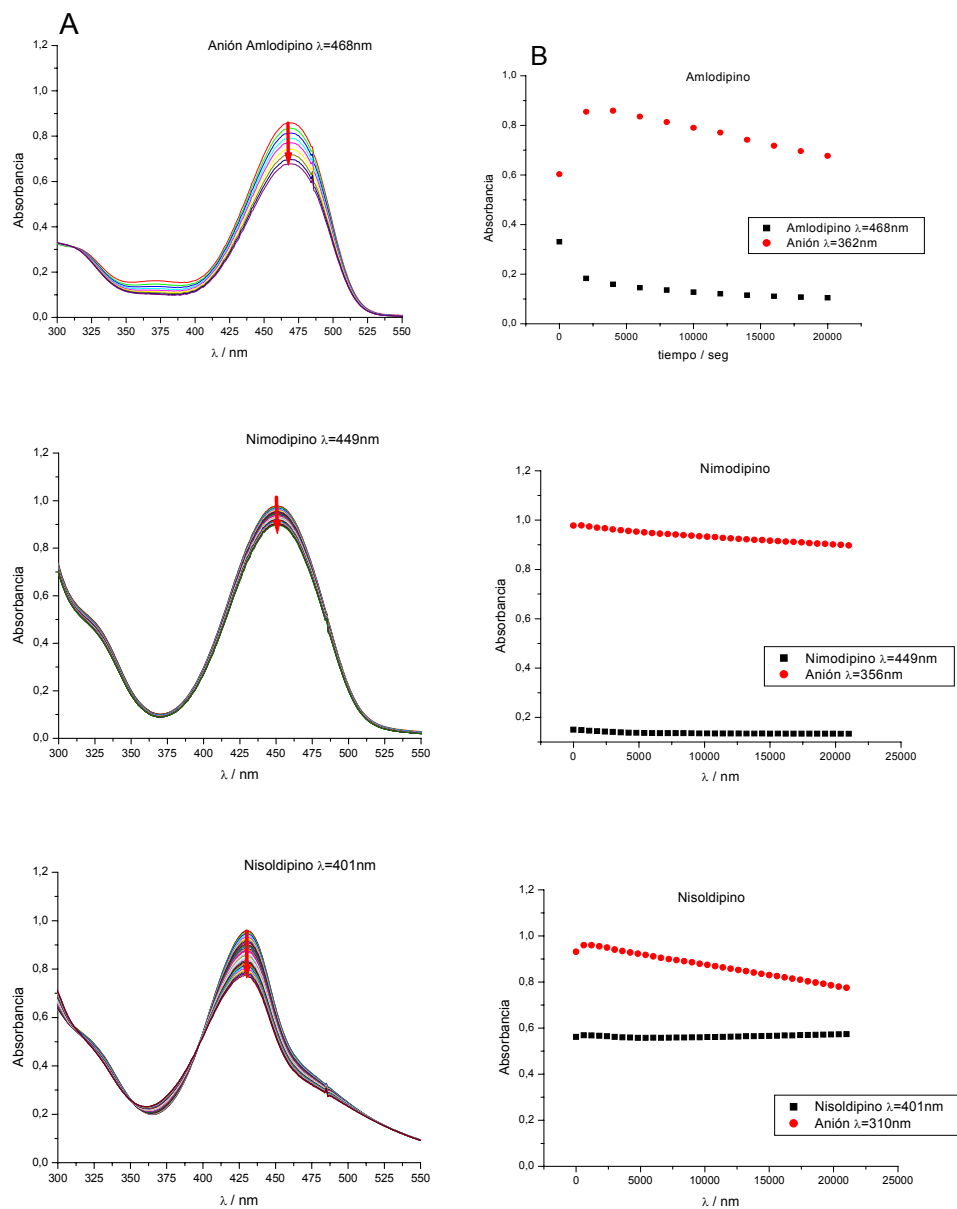 A
Anión Amlodipino λ=468nm
1,2
1,0
0,8
0,6
0,4
0,2
0,0
Absorbancia
300 325 350 375 400 425 450 475 500 525 550
λ / nm
B
Amlodipino
1,0
0,8
0,6
0,4
0,2
0,0
Absorbancia
Amlodipino λ=468nm
Anión λ=362nm
0 5000 10000 15000 20000
tiempo / seg
Nimodipino λ=449nm
1,2
1,0
0,8
0,6
0,4
0,2
0,0
Absorbancia
300 325 350 375 400 425 450 475 500 525 550
λ / nm
Nimodipino
1,2
1,0
0,8
0,6
0,4
0,2
Absorbancia
Nimodipino λ=449nm
Anión λ=356nm
0 5000 10000 15000 20000 25000
λ / nm
Nisoldipino λ=401nm
1,2
1,0
0,8
0,6
0,4
0,2
0,0
Absorbancia
300 325 350 375 400 425 450 475 500 525 550
λ / nm
Nisoldipino
1,2
1,0
0,8
0,6
0,4
0,2
0,0
Absorbancia
Nisoldipino λ=401nm
Anión λ=310nm
0 5000 10000 15000 20000 25000
λ / nm